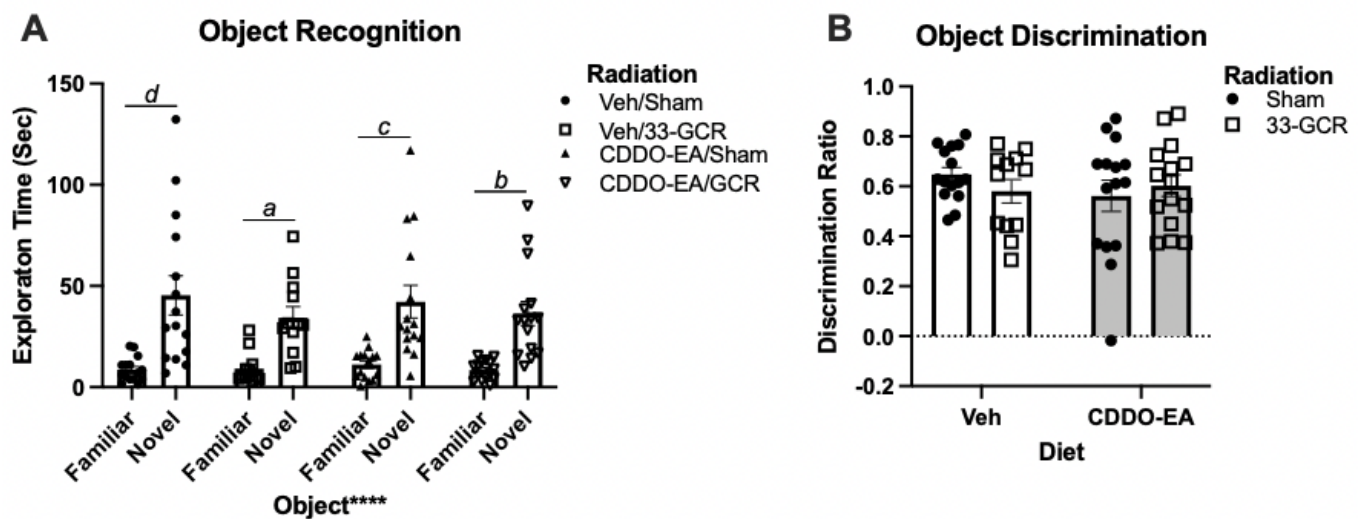 A
Object Recognition
Exploraton Time (Sec)
150
100
50
0
d
a
c
b
Familiar
Novel
Familiar
Novel
Familiar
Novel
Familiar
Novel
Object****
Radiation
Veh/Sham
Veh/33-GCR
CDDO-EA/Sham
CDDO-EA/GCR
B
Object Discrimination
Discrimination Ratio
1.0
0.8
0.6
0.4
0.2
0.0
-0.2
Veh
CDDO-EA
Diet
Radiation
Sham
33-GCR